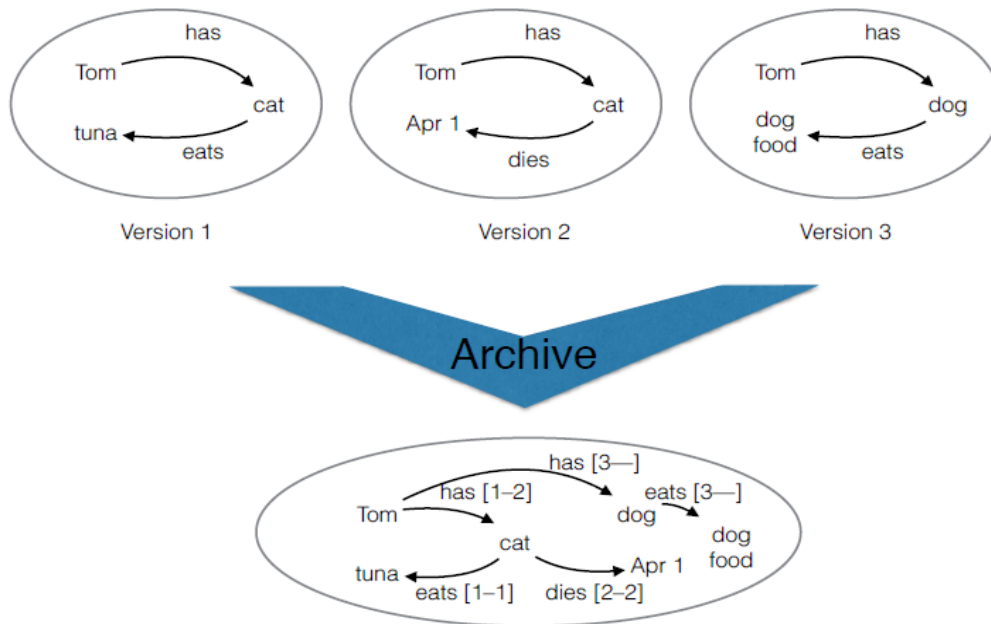 has
Tom
cat
tuna
eats
Version 1
has
Tom
cat
Apr 1
dies
Version 2
has
Tom
dog
dog
food
eats
Version 3
Archive
has [3—]
has [1–2]
eats [3—]
Tom
dog
dog
food
cat
tuna
Apr 1
eats [1–1]
dies [2–2]